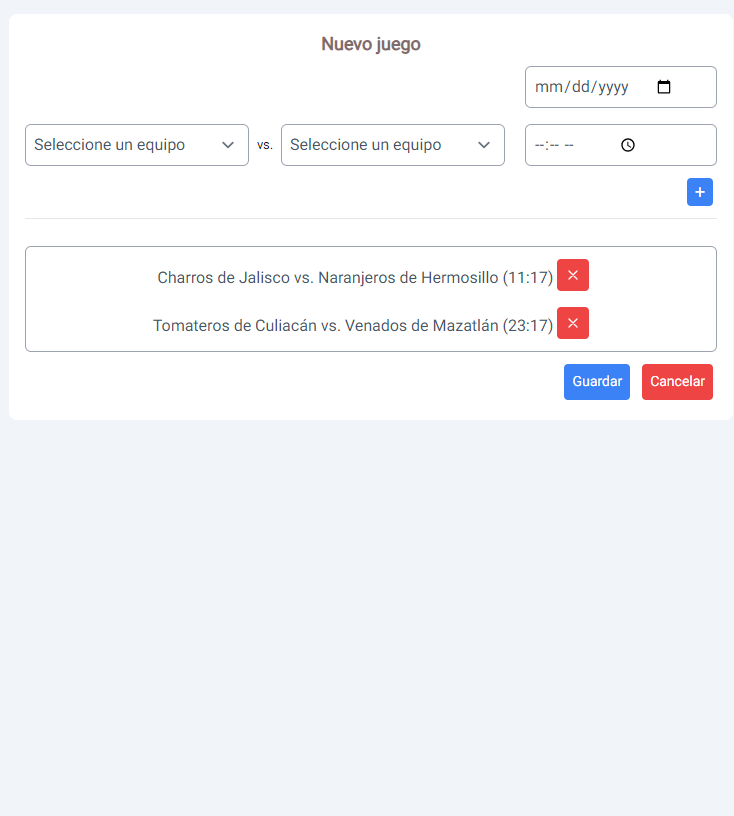 Nuevo juego
mm/dd/yyyy
Seleccione un equipo vs. Seleccione un equipo --:-- --
+
Charros de Jalisco vs. Naranjeros de Hermosillo (11:17)
Tomateros de Culiacán vs. Venados de Mazatlán (23:17)
Guardar Cancelar